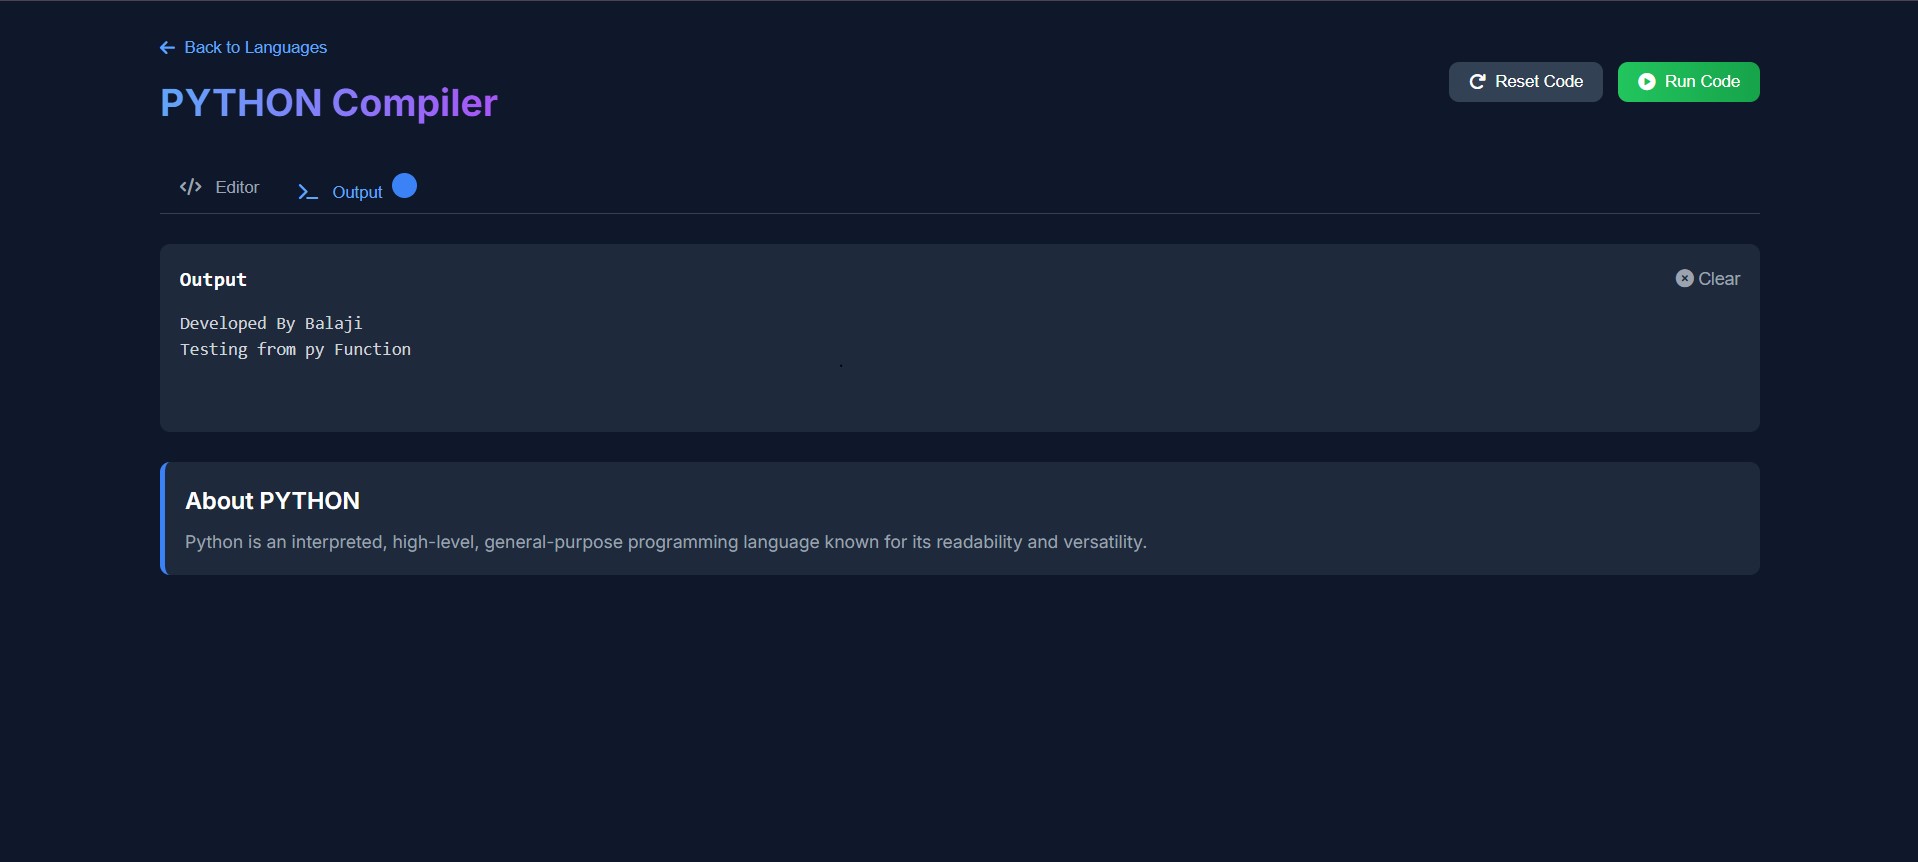 Back to Languages
PYTHON Compiler
Reset Code
Run Code
Editor
Output
Output
Clear
Developed By Balaji
Testing from py Function
About PYTHON
Python is an interpreted, high-level, general-purpose programming language known for its readability and versatility.